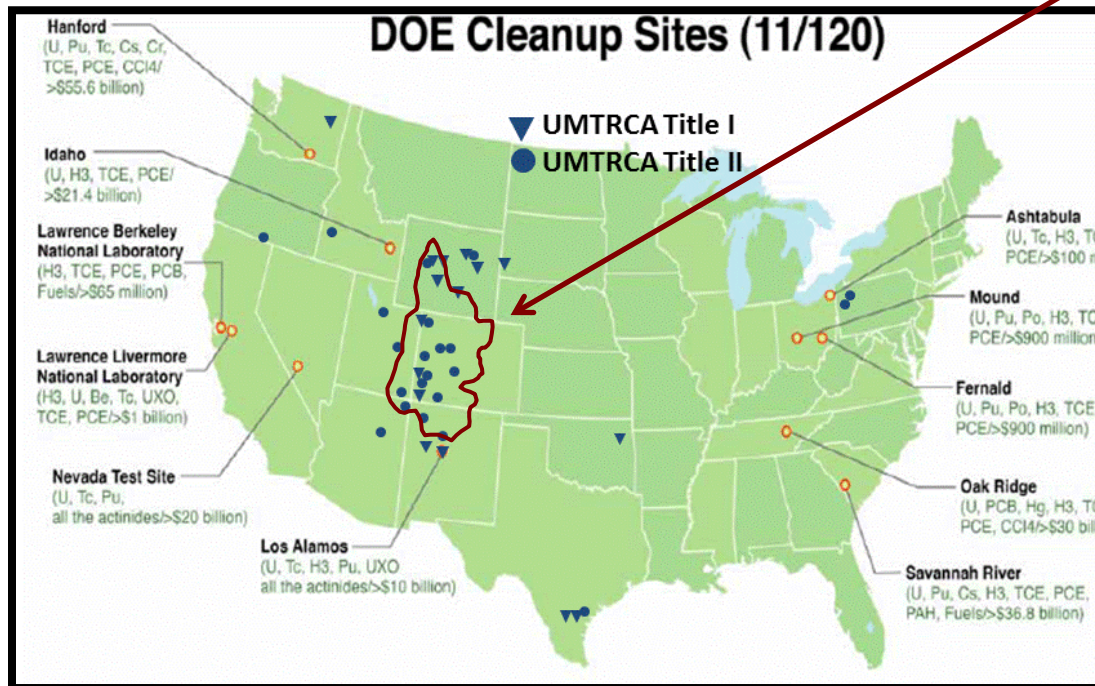 DOE Cleanup Sites (11/120)
Hanford
(U, Pu, Tc, Cs, Cr,
TCE, PCE, CCl4/
>$55.6 billion)
UMTRCA Title I
UMTRCA Title II
Idaho
(U, H3, TCE, PCE/
>$21.4 billion)
Lawrence Berkeley
National Laboratory
(H3, TCE, PCE, PCB,
Fuels/>$65 million)
Lawrence Livermore
National Laboratory
(H3, U, Be, Tc, UXO,
TCE, PCE/>$1 billion)
Nevada Test Site
(U, Tc, Pu,
all the actinides/>$20 billion)
Los Alamos
(U, Tc, H3, Pu, UXO
all the actinides/>$10 billion)
Ashtabula
(U, Tc, H3,
PCE/>$100
Mound
(U, Pu, Po, H3,
PCE/>$900 million
Fernald
(U, Pu, Po, H3, TCE
PCE/>$900 million)
Oak Ridge
(U, PCB, Hg, H3,
PCE, CCl4/>$30
Savannah River
(U, Pu, Cs, H3, TCE, PCE,
PAH, Fuels/>$36.8 billion)